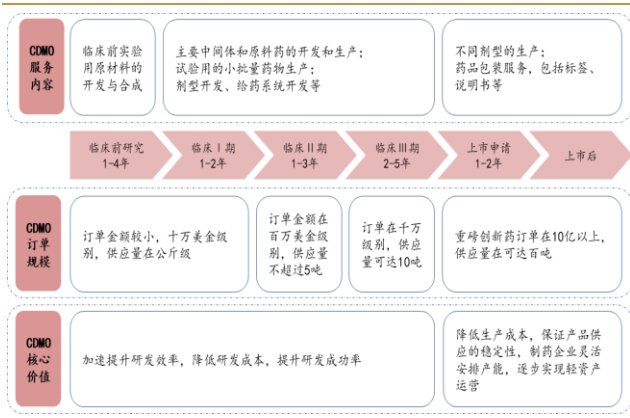 CDMO
服务
内容
临床前实验
用原材料的
开发与合成
主要中间体和原料药的开发和生产；
试验用的小批量药物生产；
剂型开发、给药系统开发等
不同剂型的生产；
药品包装服务，包括标签、
说明书等
临床前研究
1-4年
临床Ⅰ期
1-2年
临床Ⅱ期
1-3年
临床Ⅲ期
2-5年
上市申请
1-2年
上市后
CDMO
订单
规模
订单金额较小，十万美金级
别，供应量在公斤级
订单金额在
百万美金级
别，供应量
不超过5吨
订单在千万
级别，供应
量可达10吨
重磅创新药订单在10亿以上，
供应量在可达百吨
CDMO
核心
价值
加速提升研发效率，降低研发成本，提升研发成功率
降低生产成本，保证产品供
应的稳定性，制药企业灵活
安排产能，逐步实现轻资产
运营